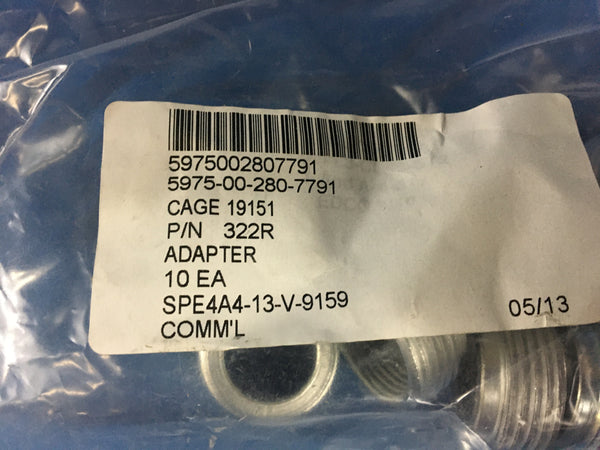 5975002807791
5975-00-280-7791
CAGE 19151
P/N 322R
ADAPTER
10 EA
SPE4A4-13-V-9159 05/13
COMM'L